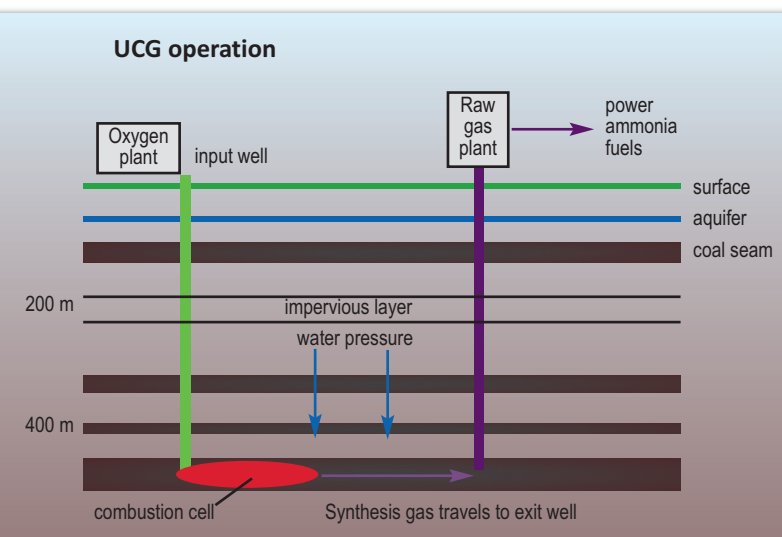 UCG operation
Oxygen
plant
input well
Raw
gas
plant
power
ammonia
fuels
surface
aquifer
coal seam
200 m
impervious layer
water pressure
400 m
combustion cell
Synthesis gas travels to exit well